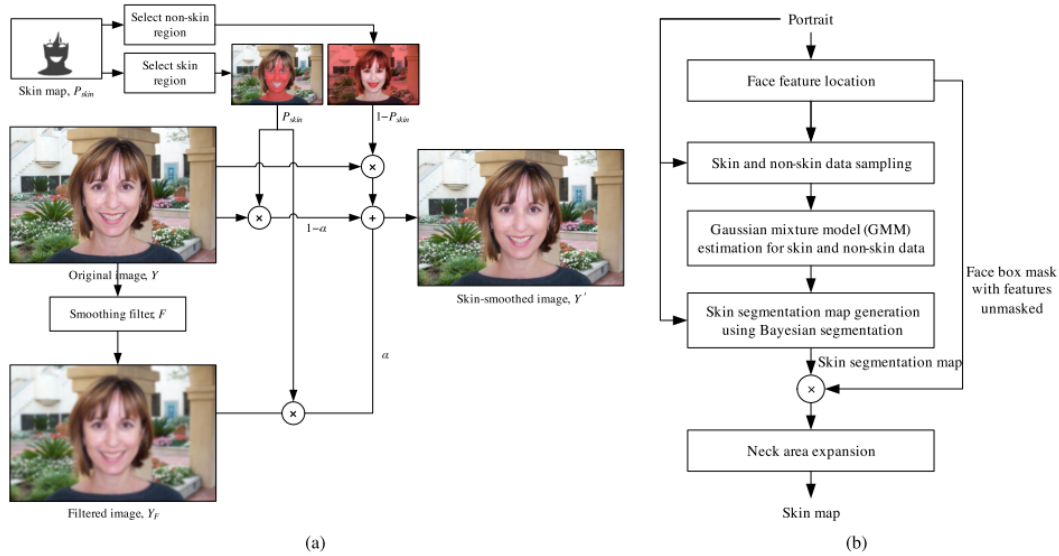 Select non-skin
region
Select skin
region
Skin map, P_skin
P_skin
1−P_skin
×
×
+
1−α
Original image, Y
Skin-smoothed image, Y'
Smoothing filter, F
α
×
Filtered image, Y_F
(a)
Portrait
Face feature location
Skin and non-skin data sampling
Gaussian mixture model (GMM)
estimation for skin and non-skin data
Face box mask
with features
unmasked
Skin segmentation map generation
using Bayesian segmentation
Skin segmentation map
×
Neck area expansion
Skin map
(b)